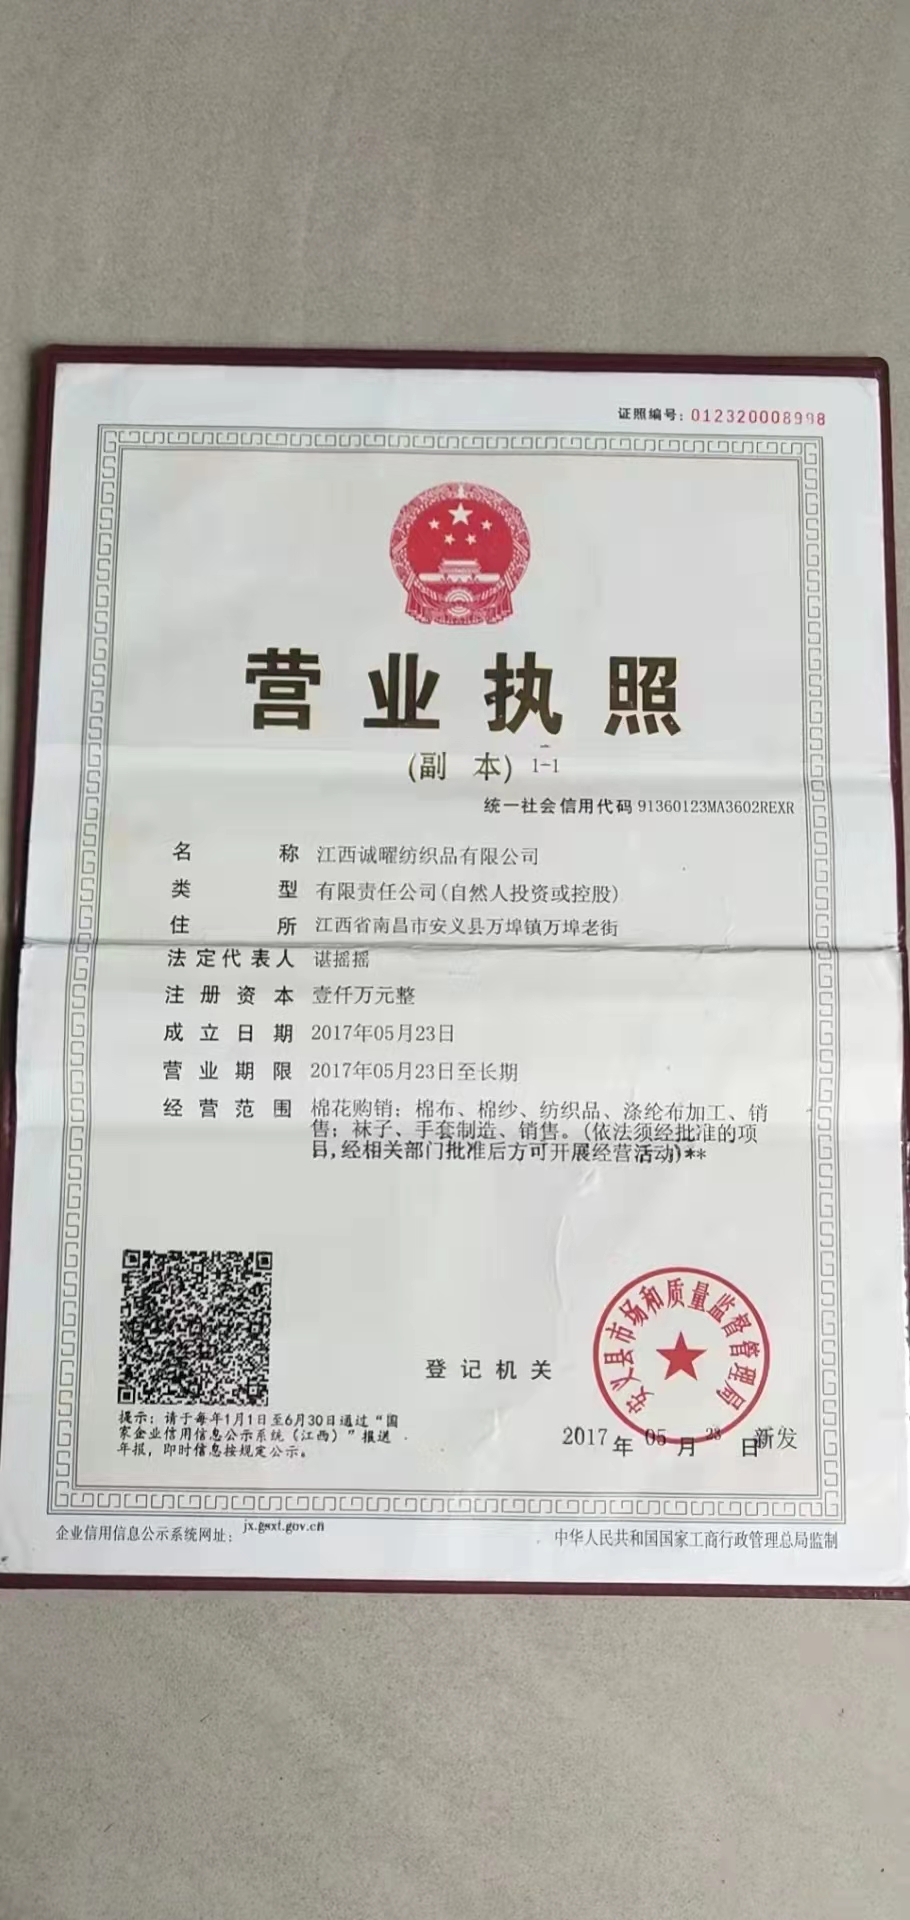 证照编号：012320008998
营业执照
(副本) 1-1
统一社会信用代码 91360123MA3602REXR
名称 江西诚曜纺织品有限公司
类型 有限责任公司(自然人投资或控股)
住所 江西省南昌市安义县万埠镇万埠老街
法定代表人 谌摇摇
注册资本 壹仟万元整
成立日期 2017年05月23日
营业期限 2017年05月23日至长期
经营范围 棉花购销；棉布、棉纱、纺织品、涤纶布加工、销
售；袜子、手套制造、销售。(依法须经批准的项
目,经相关部门批准后方可开展经营活动)**
安义县市场和质量监督管理局
登记机关
提示：请于每年1月1日至6月30日通过“国
家企业信用信息公示系统（江西）”报送
年报，即时信息按规定公示。
2017年05月23日新发
企业信用信息公示系统网址：jx.gsxt.gov.cn
中华人民共和国国家工商行政管理总局监制